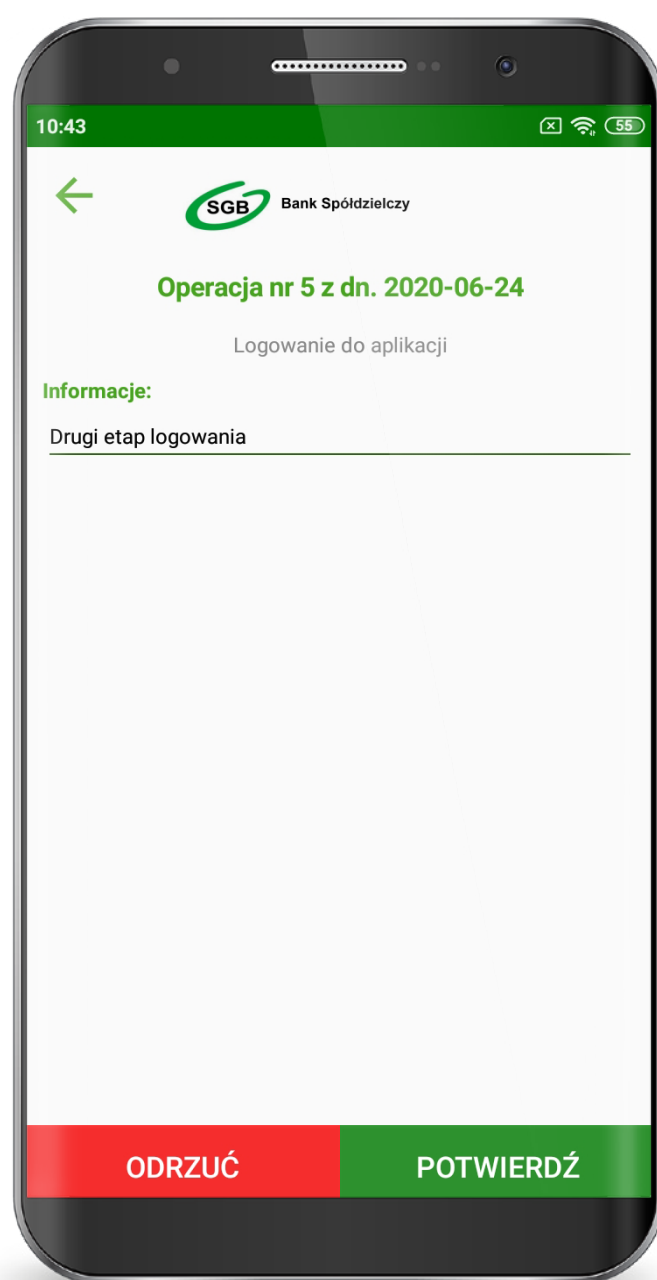 10:43
55
SGB Bank Spółdzielczy
Operacja nr 5 z dn. 2020-06-24
Logowanie do aplikacji
Informacje:
Drugi etap logowania
ODRZUĆ POTWIERDŹ